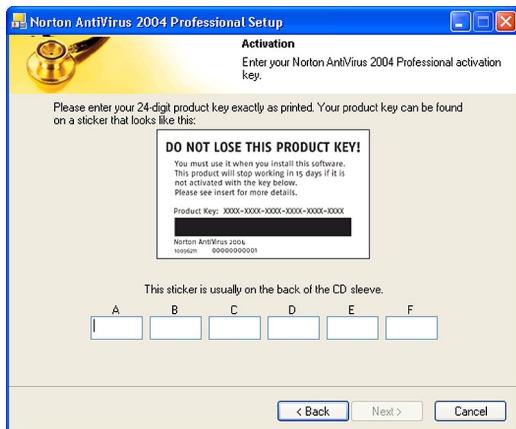 Norton AntiVirus 2004 Professional Setup
Activation
Enter your Norton AntiVirus 2004 Professional activation
key.
Please enter your 24-digit product key exactly as printed. Your product key can be found
on a sticker that looks like this:
DO NOT LOSE THIS PRODUCT KEY!
You must use it when you install this software.
This product will stop working in 15 days if it is
not activated with the key below.
Please see insert for more details.
Product Key: XXXX-XXXX-XXXX-XXXX-XXXX-XXXX
Norton AntiVirus 2004
10096211 00000000001
This sticker is usually on the back of the CD sleeve.
A B C D E F
< Back Next > Cancel